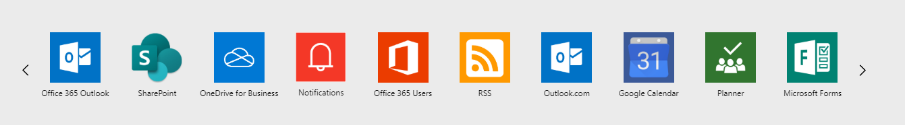 Office 365 Outlook
SharePoint
OneDrive for Business
Notifications
Office 365 Users
RSS
Outlook.com
31
Google Calendar
Planner
Microsoft Forms